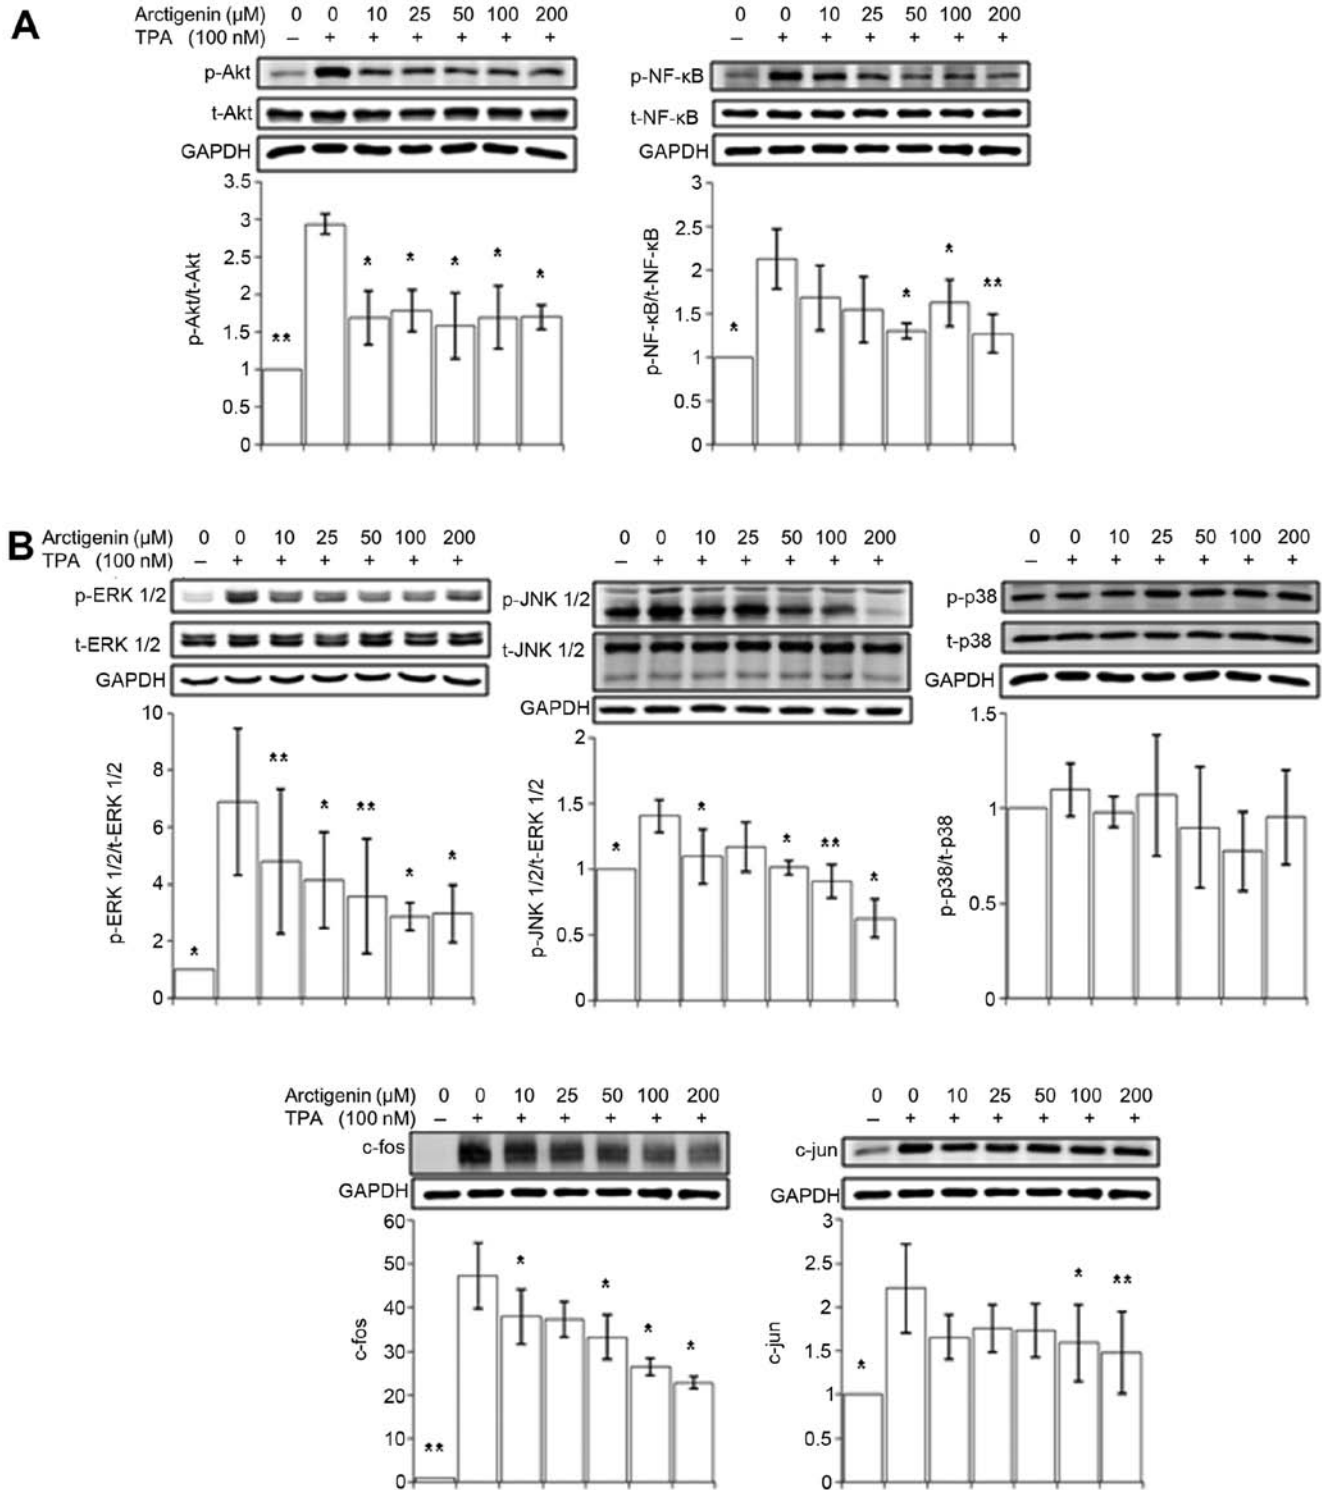 A
Arctigenin (µM) 0 0 10 25 50 100 200
TPA (100 nM) – + + + + + +
p-Akt
t-Akt
GAPDH
3.5
3
2.5
2
1.5
1
0.5
0
p-Akt/t-Akt
** * * * * *
0 0 10 25 50 100 200
– + + + + + +
p-NF-κB
t-NF-κB
GAPDH
3
2.5
2
1.5
1
0.5
0
p-NF-κB/t-NF-κB
* * * **
B
Arctigenin (µM) 0 0 10 25 50 100 200
TPA (100 nM) – + + + + + +
p-ERK 1/2
t-ERK 1/2
GAPDH
10
8
6
4
2
0
p-ERK 1/2/t-ERK 1/2
* ** * ** * *
0 0 10 25 50 100 200
– + + + + + +
p-JNK 1/2
t-JNK 1/2
GAPDH
2
1.5
1
0.5
0
p-JNK 1/2/t-ERK 1/2
* * * ** *
0 0 10 25 50 100 200
– + + + + + +
p-p38
t-p38
GAPDH
1.5
1
0.5
0
p-p38/t-p38
Arctigenin (µM) 0 0 10 25 50 100 200
TPA (100 nM) – + + + + + +
c-fos
GAPDH
60
50
40
30
20
10
0
c-fos
** * * * *
0 0 10 25 50 100 200
– + + + + + +
c-jun
GAPDH
3
2.5
2
1.5
1
0.5
0
c-jun
* * **